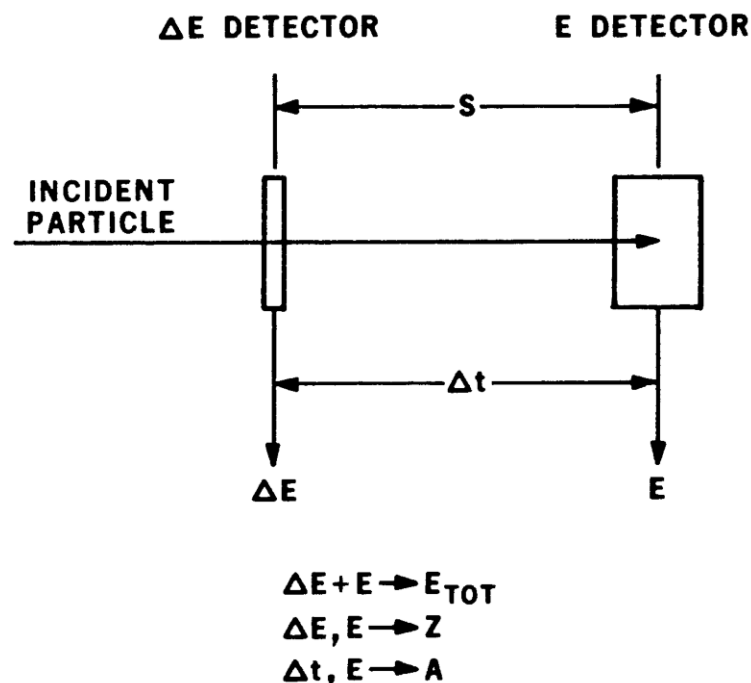 ΔE DETECTOR
E DETECTOR
S
INCIDENT
PARTICLE
Δt
ΔE
E
ΔE+E→E_TOT
ΔE, E→Z
Δt, E→A